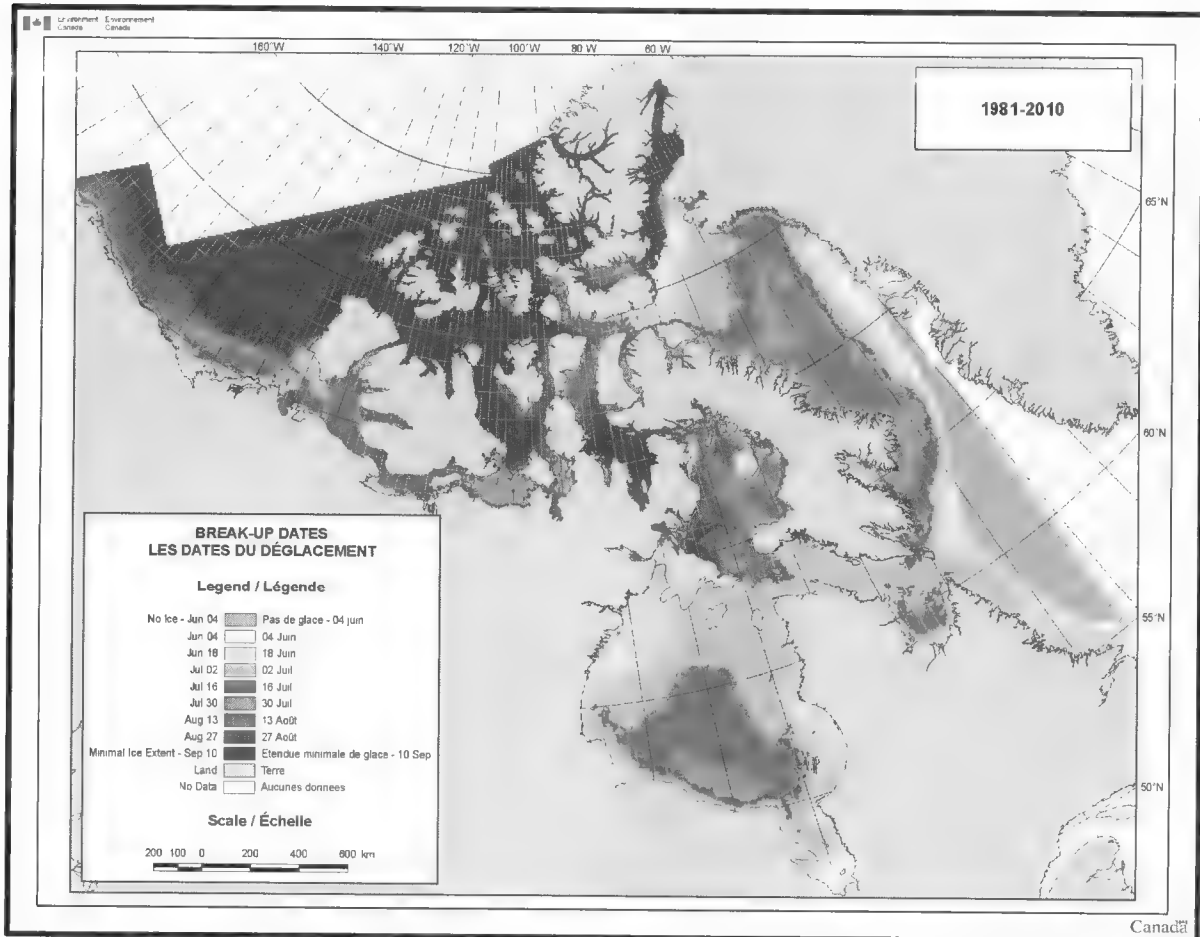 Environment Environnement
Canada Canada
160°W 140°W 120°W 100°W 80°W 60°W
1981-2010
65°N
60°N
55°N
50°N
BREAK-UP DATES
LES DATES DU DÉGLACEMENT
Legend / Légende
No Ice - Jun 04 Pas de glace - 04 juin
Jun 04 04 Juin
Jun 18 18 Juin
Jul 02 02 Juil
Jul 16 16 Juil
Jul 30 30 Juil
Aug 13 13 Août
Aug 27 27 Août
Minimal Ice Extent - Sep 10 Etendue minimale de glace - 10 Sep
Land Terre
No Data Aucunes donnees
Scale / Échelle
200 100 0 200 400 600 km
Canada